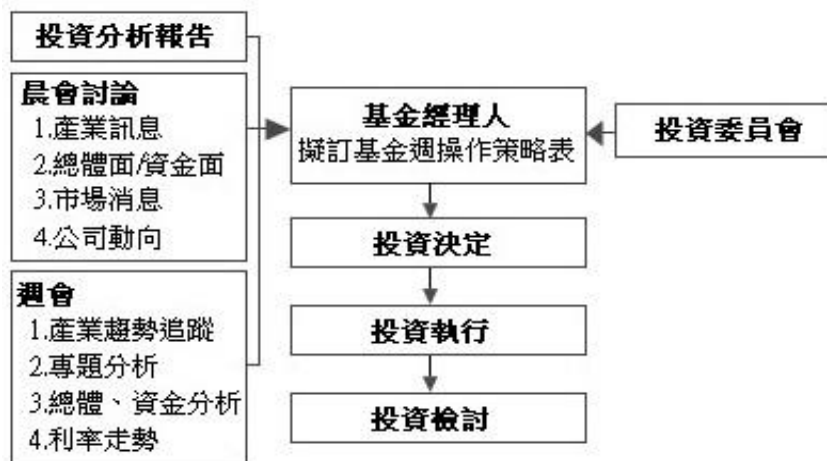 投資分析報告
晨會討論
1.產業訊息
2.總體面/資金面
3.市場消息
4.公司動向
週會
1.產業趨勢追蹤
2.專題分析
3.總體、資金分析
4.利率走勢
基金經理人
擬訂基金週操作策略表
投資委員會
投資決定
投資執行
投資檢討